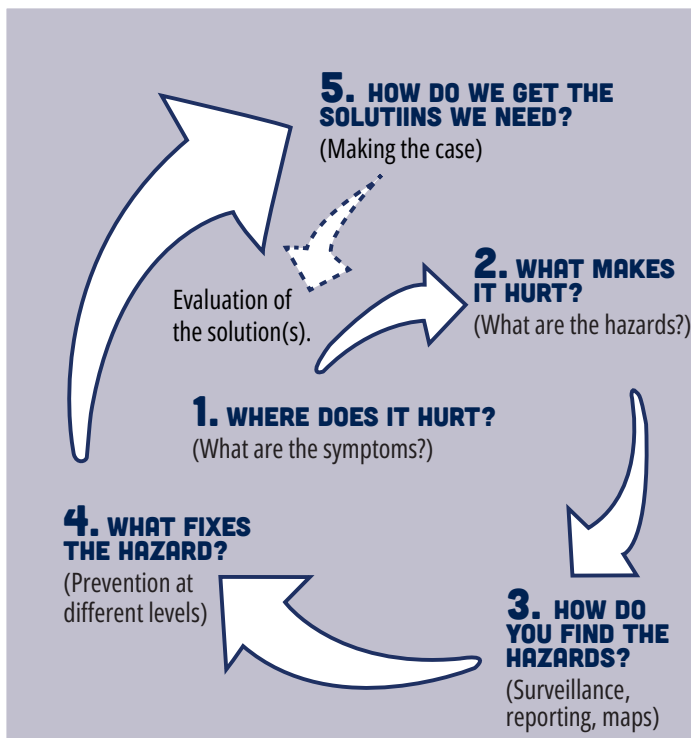 5. HOW DO WE GET THE
SOLUTIINS WE NEED?
(Making the case)
Evaluation of
the solution(s).
1. WHERE DOES IT HURT?
(What are the symptoms?)
2. WHAT MAKES
IT HURT?
(What are the hazards?)
3. HOW DO
YOU FIND THE
HAZARDS?
(Surveillance,
reporting, maps)
4. WHAT FIXES
THE HAZARD?
(Prevention at
different levels)